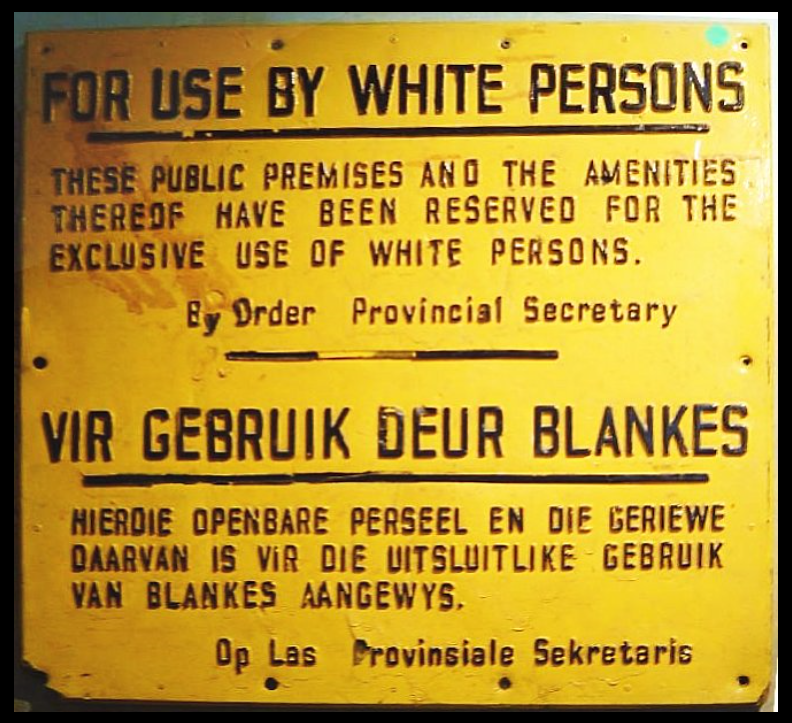 FOR USE BY WHITE PERSONS
THESE PUBLIC PREMISES AND THE AMENITIES
THEREOF HAVE BEEN RESERVED FOR THE
EXCLUSIVE USE OF WHITE PERSONS.
By Order Provincial Secretary
VIR GEBRUIK DEUR BLANKES
HIERDIE OPENBARE PERSEEL EN DIE GERIEWE
DAARVAN IS VIR DIE UITSLUITLIKE GEBRUIK
VAN BLANKES AANGEWYS.
Op Las Provinsiale Sekretaris